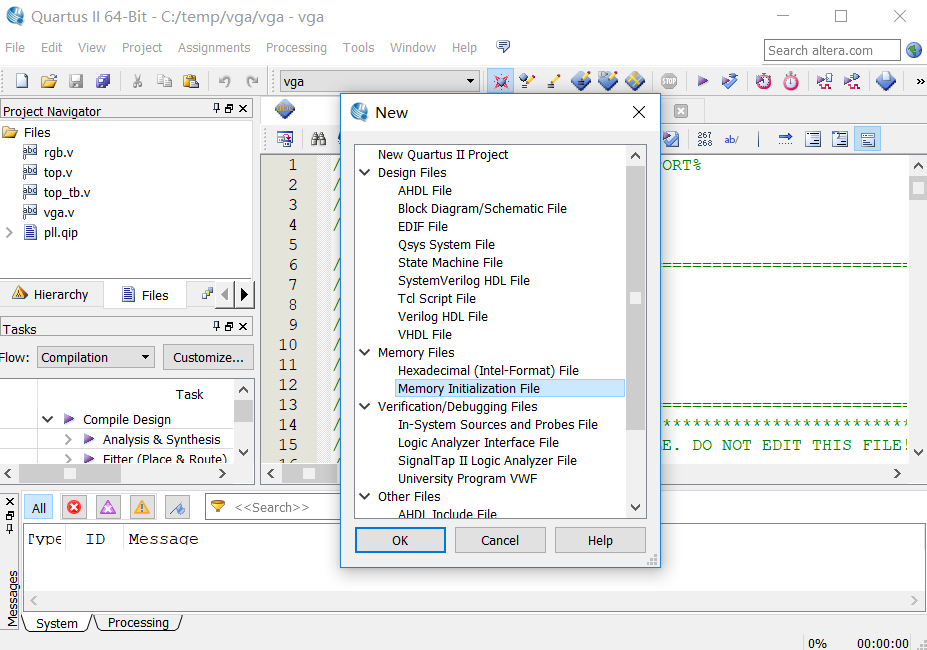 Quartus II 64-Bit - C:/temp/vga/vga - vga
File Edit View Project Assignments Processing Tools Window Help
Search altera.com
vga
STOP
Project Navigator
Files
rgb.v
top.v
top_tb.v
vga.v
pll.qip
Hierarchy
Files
Tasks
Flow: Compilation Customize...
Task
Compile Design
Analysis & Synthesis
Fitter (Place & Route)
267
268
ab/
1
2
3
4
5
6
7
8
9
10
11
12
13
14
15
16
ORT%
E. DO NOT EDIT THIS FILE!
New
New Quartus II Project
Design Files
AHDL File
Block Diagram/Schematic File
EDIF File
Qsys System File
State Machine File
SystemVerilog HDL File
Tcl Script File
Verilog HDL File
VHDL File
Memory Files
Hexadecimal (Intel-Format) File
Memory Initialization File
Verification/Debugging Files
In-System Sources and Probes File
Logic Analyzer Interface File
SignalTap II Logic Analyzer File
University Program VWF
Other Files
AHDL Include File
OK Cancel Help
All
<<Search>>
Type ID Message
Messages
System Processing
0% 00:00:00